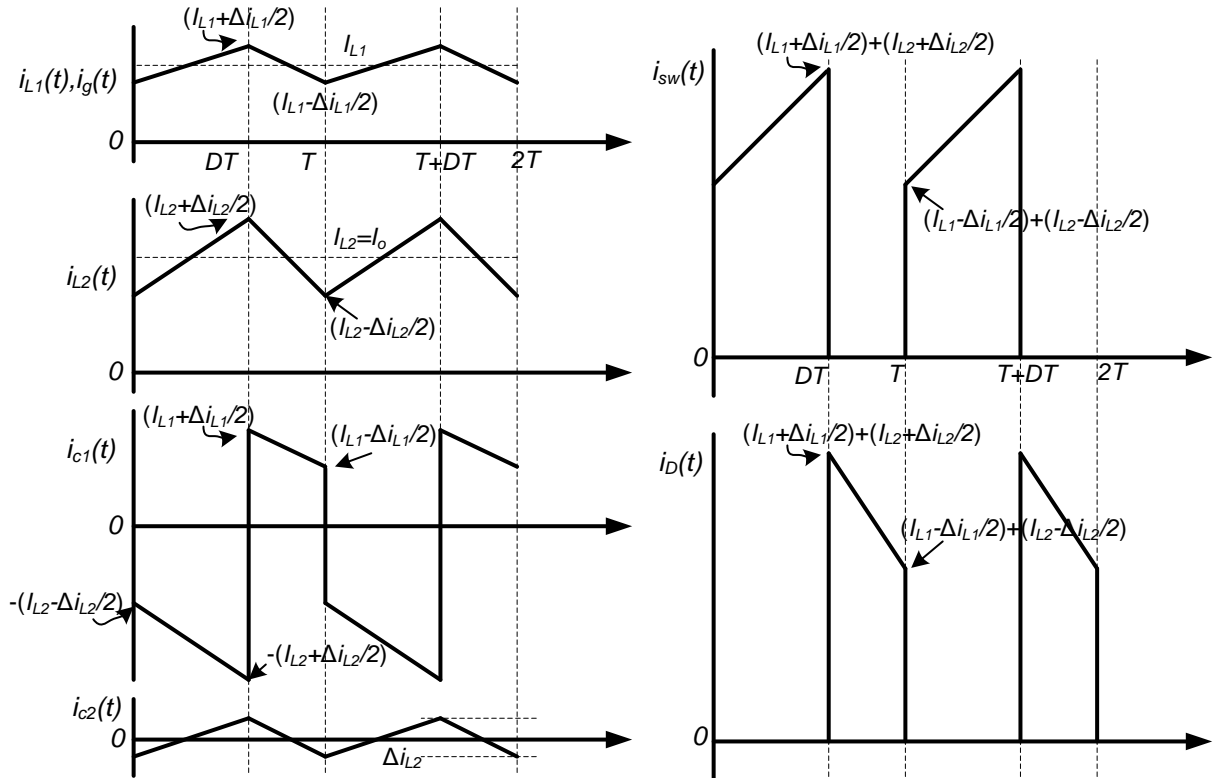 (IL1+ΔiL1/2)
IL1
iL1(t),ig(t)
(IL1-ΔiL1/2)
0
DT
T
T+DT
2T
(IL2+ΔiL2/2)
IL2=Io
iL2(t)
(IL2-ΔiL2/2)
0
(IL1+ΔiL1/2)
(IL1-ΔiL1/2)
ic1(t)
0
-(IL2-ΔiL2/2)
-(IL2+ΔiL2/2)
ic2(t)
0
ΔiL2
(IL1+ΔiL1/2)+(IL2+ΔiL2/2)
isw(t)
(IL1-ΔiL1/2)+(IL2-ΔiL2/2)
0
DT
T
T+DT
2T
(IL1+ΔiL1/2)+(IL2+ΔiL2/2)
iD(t)
(IL1-ΔiL1/2)+(IL2-ΔiL2/2)
0